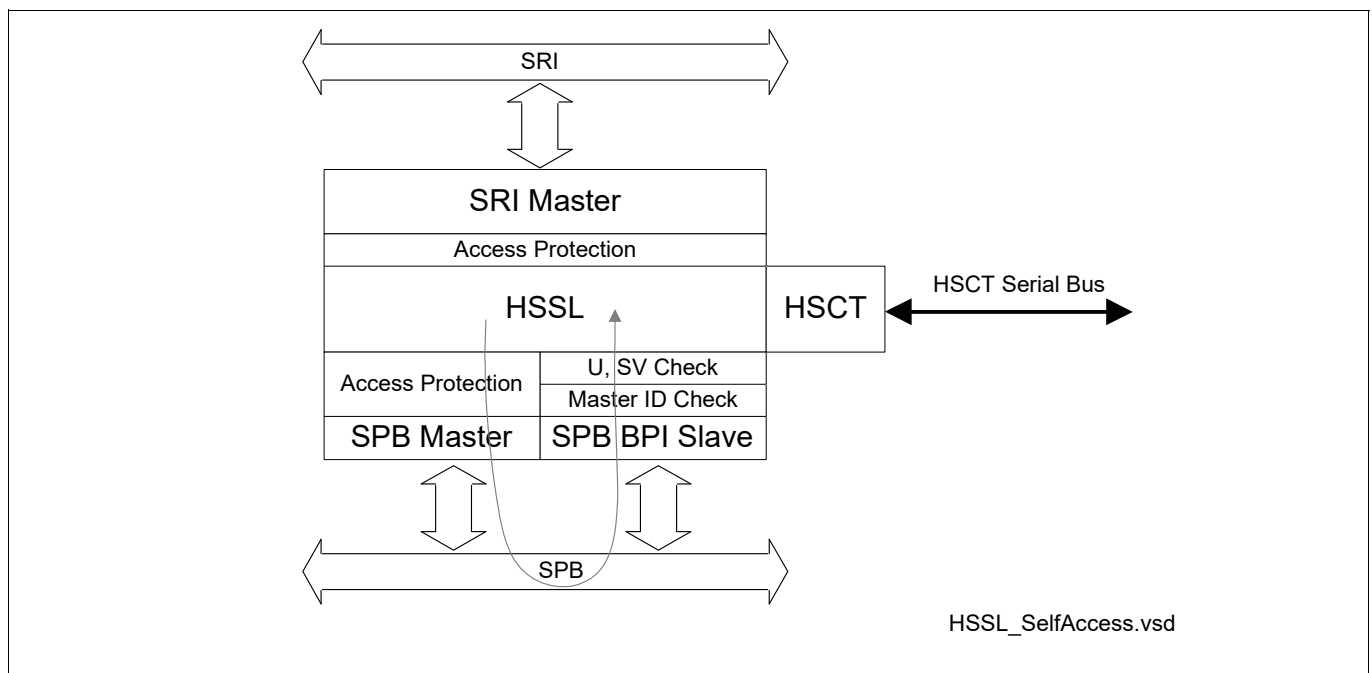 SRI
SRI Master
Access Protection
HSSL
HSCT
HSCT Serial Bus
Access Protection
U, SV Check
Master ID Check
SPB Master
SPB BPI Slave
SPB
HSSL_SelfAccess.vsd